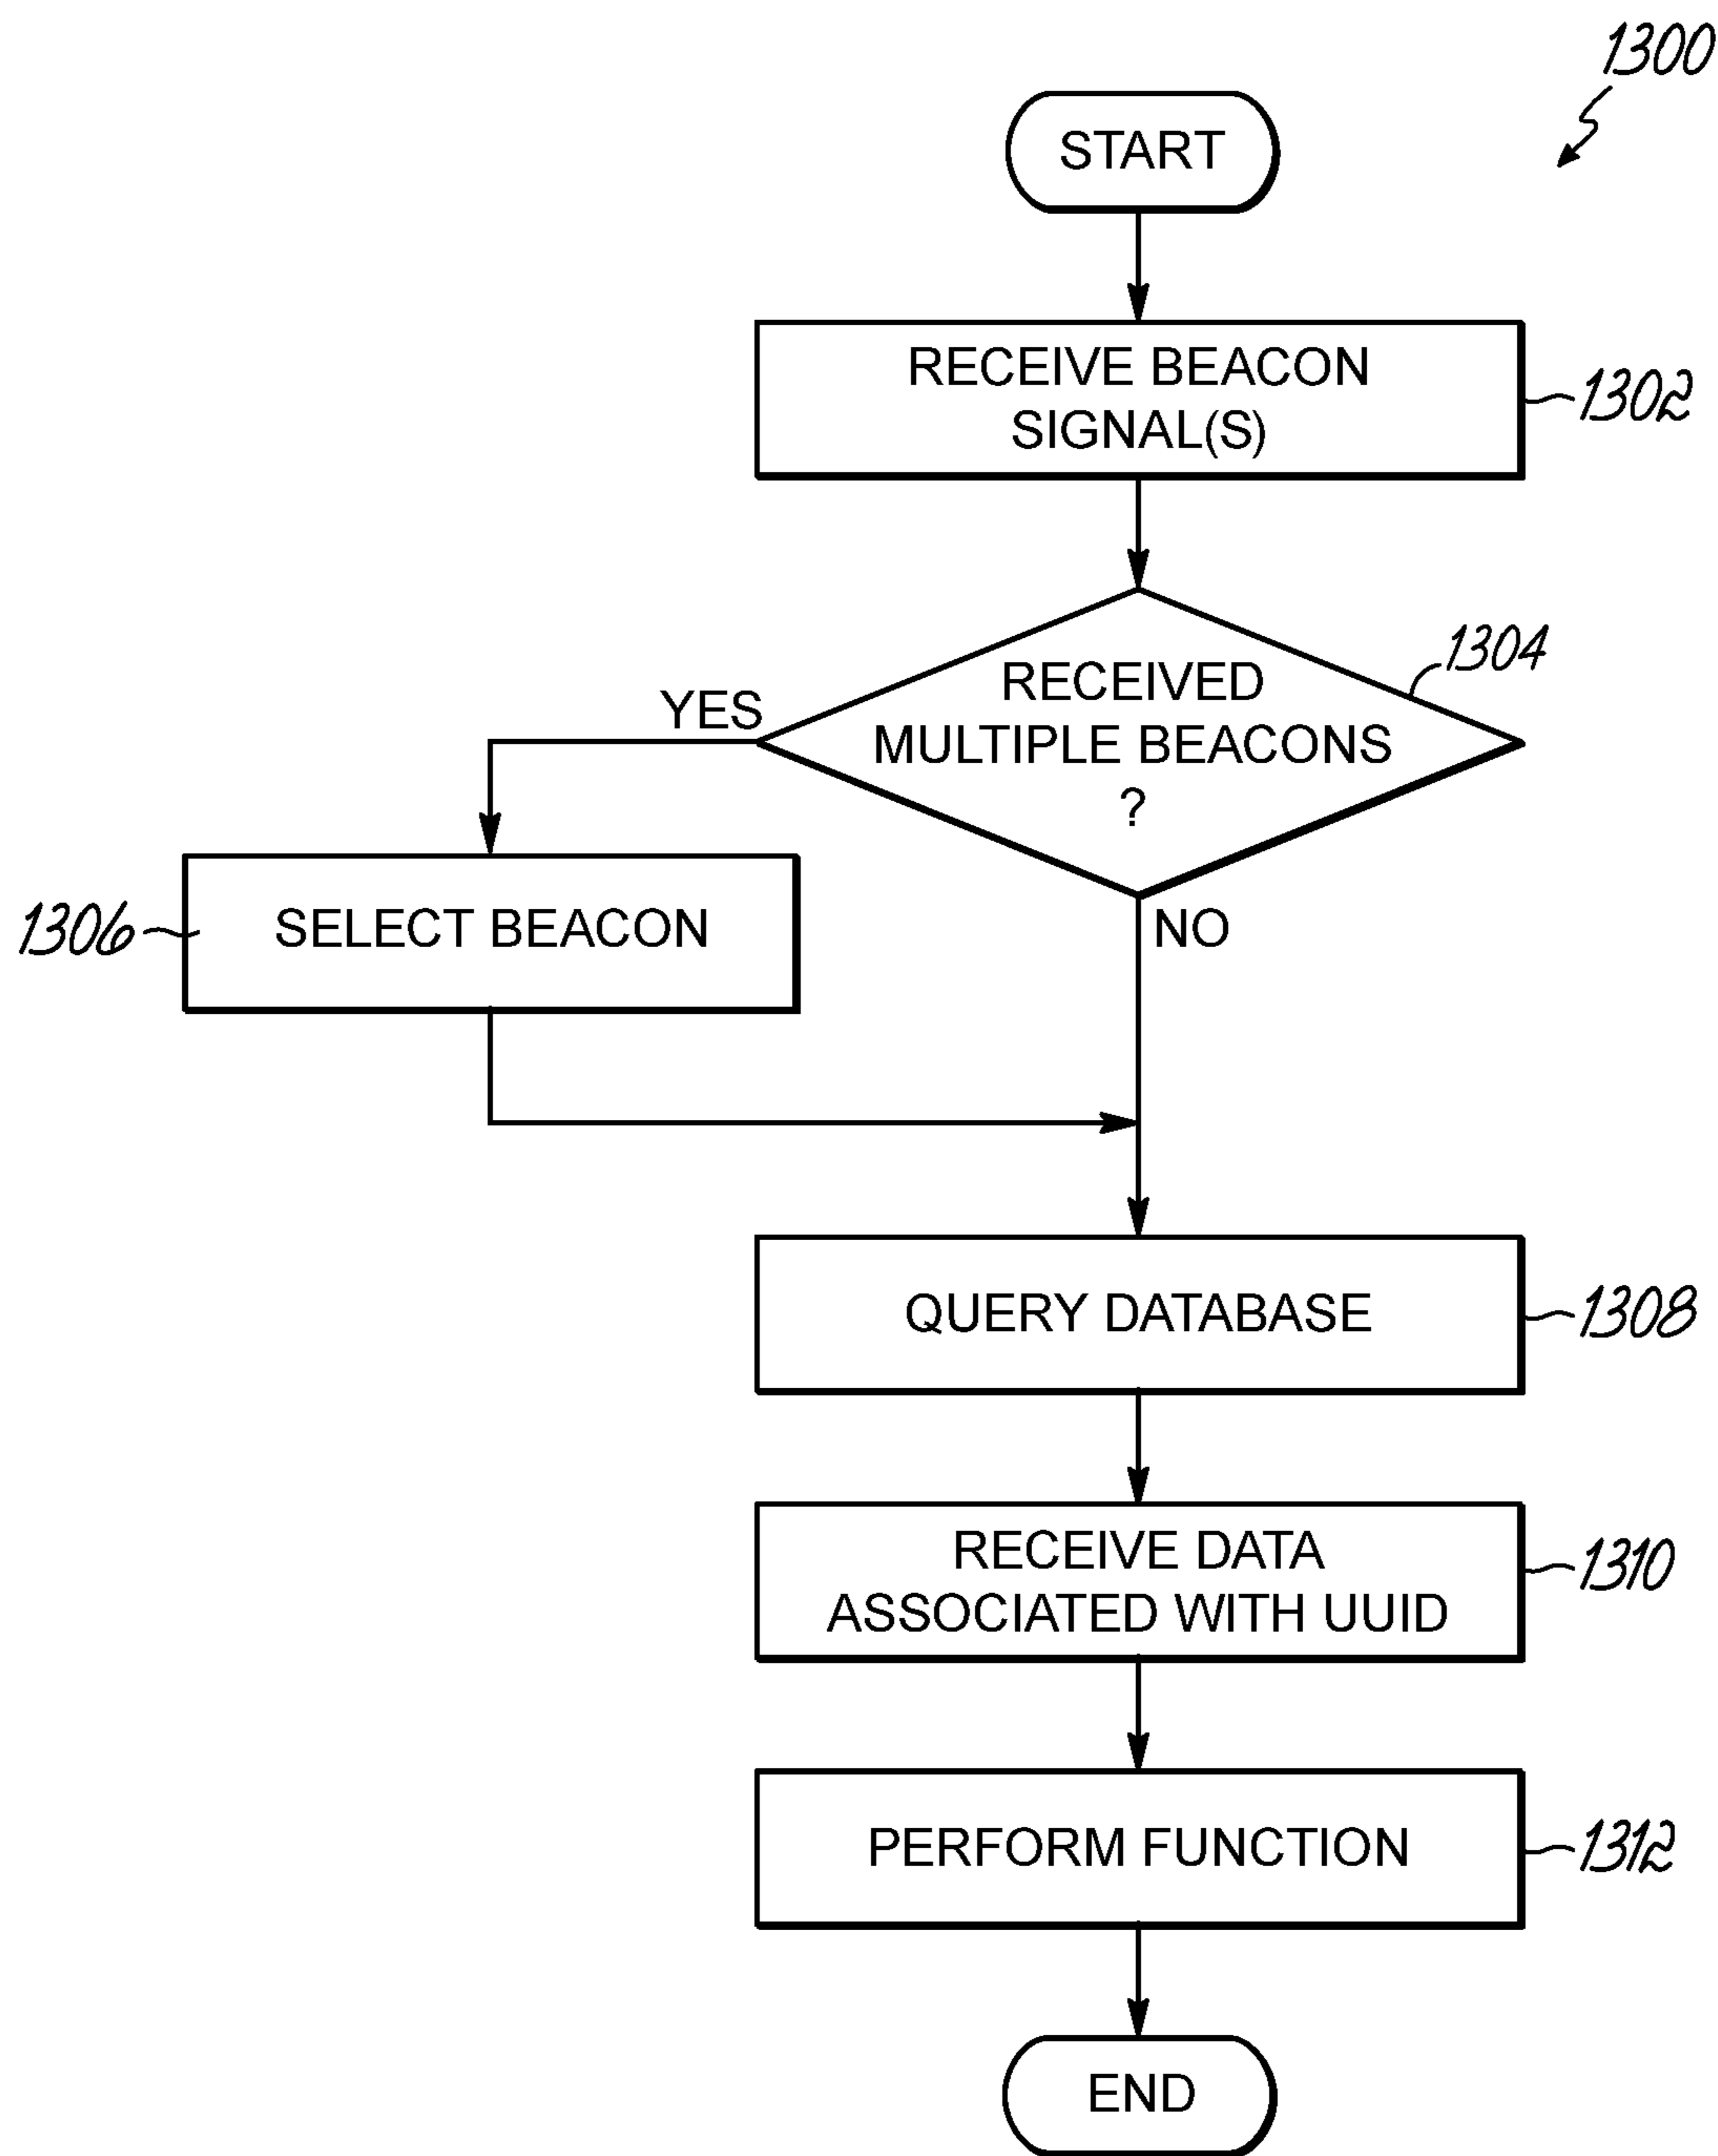 1300
START
RECEIVE BEACON
SIGNAL(S)
1302
1304
RECEIVED
MULTIPLE BEACONS
?
YES
NO
1306
SELECT BEACON
QUERY DATABASE
1308
RECEIVE DATA
ASSOCIATED WITH UUID
1310
PERFORM FUNCTION
1312
END